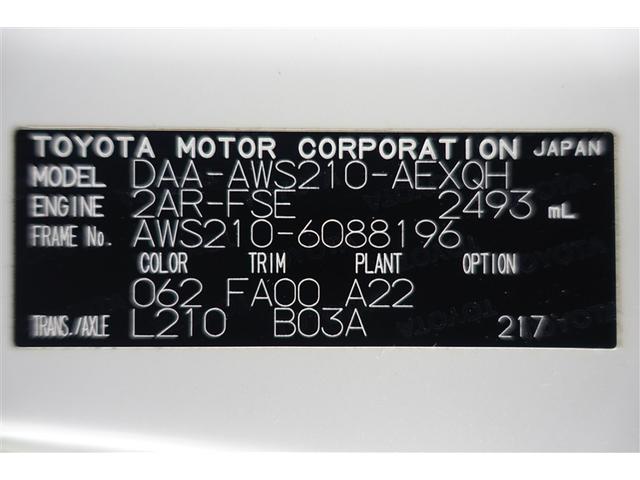 TOYOTA MOTOR CORPORATION JAPAN
MODEL DAA-AWS210-AEXQH
ENGINE 2AR-FSE 2493 mL
FRAME No. AWS210-6088196
COLOR TRIM PLANT OPTION
062 FA00 A22
TRANS./AXLE L210 B03A 217